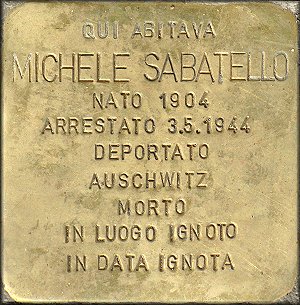 QUI ABITAVA
MICHELE SABATELLO
NATO 1904
ARRESTATO 3.5.1944
DEPORTATO
AUSCHWITZ
MORTO
IN LUOGO IGNOTO
IN DATA IGNOTA